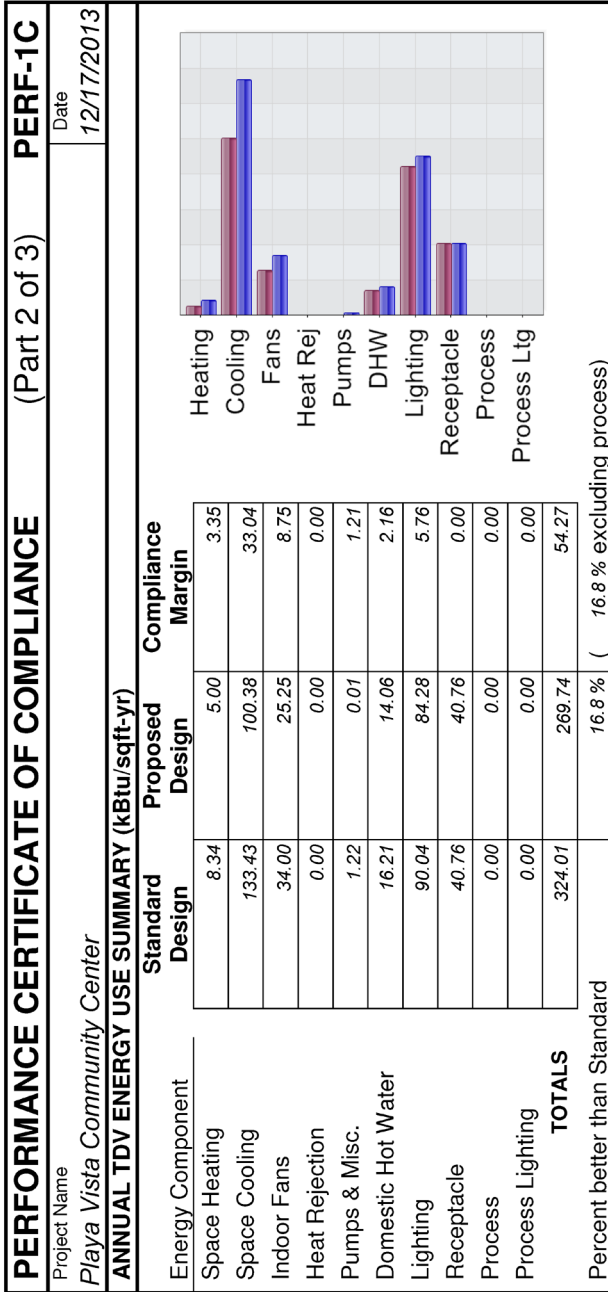 PERFORMANCE CERTIFICATE OF COMPLIANCE (Part 2 of 3) PERF-1C
Project Name Date
Playa Vista Community Center 12/17/2013
ANNUAL TDV ENERGY USE SUMMARY (kBtu/sqft-yr)
Standard Proposed Compliance
Energy Component Design Design Margin
Space Heating 8.34 5.00 3.35
Space Cooling 133.43 100.38 33.04
Indoor Fans 34.00 25.25 8.75
Heat Rejection 0.00 0.00 0.00
Pumps & Misc. 1.22 0.01 1.21
Domestic Hot Water 16.21 14.06 2.16
Lighting 90.04 84.28 5.76
Receptacle 40.76 40.76 0.00
Process 0.00 0.00 0.00
Process Lighting 0.00 0.00 0.00
TOTALS 324.01 269.74 54.27
Percent better than Standard 16.8 % ( 16.8 % excluding process)
Heating
Cooling
Fans
Heat Rej
Pumps
DHW
Lighting
Receptacle
Process
Process Ltg